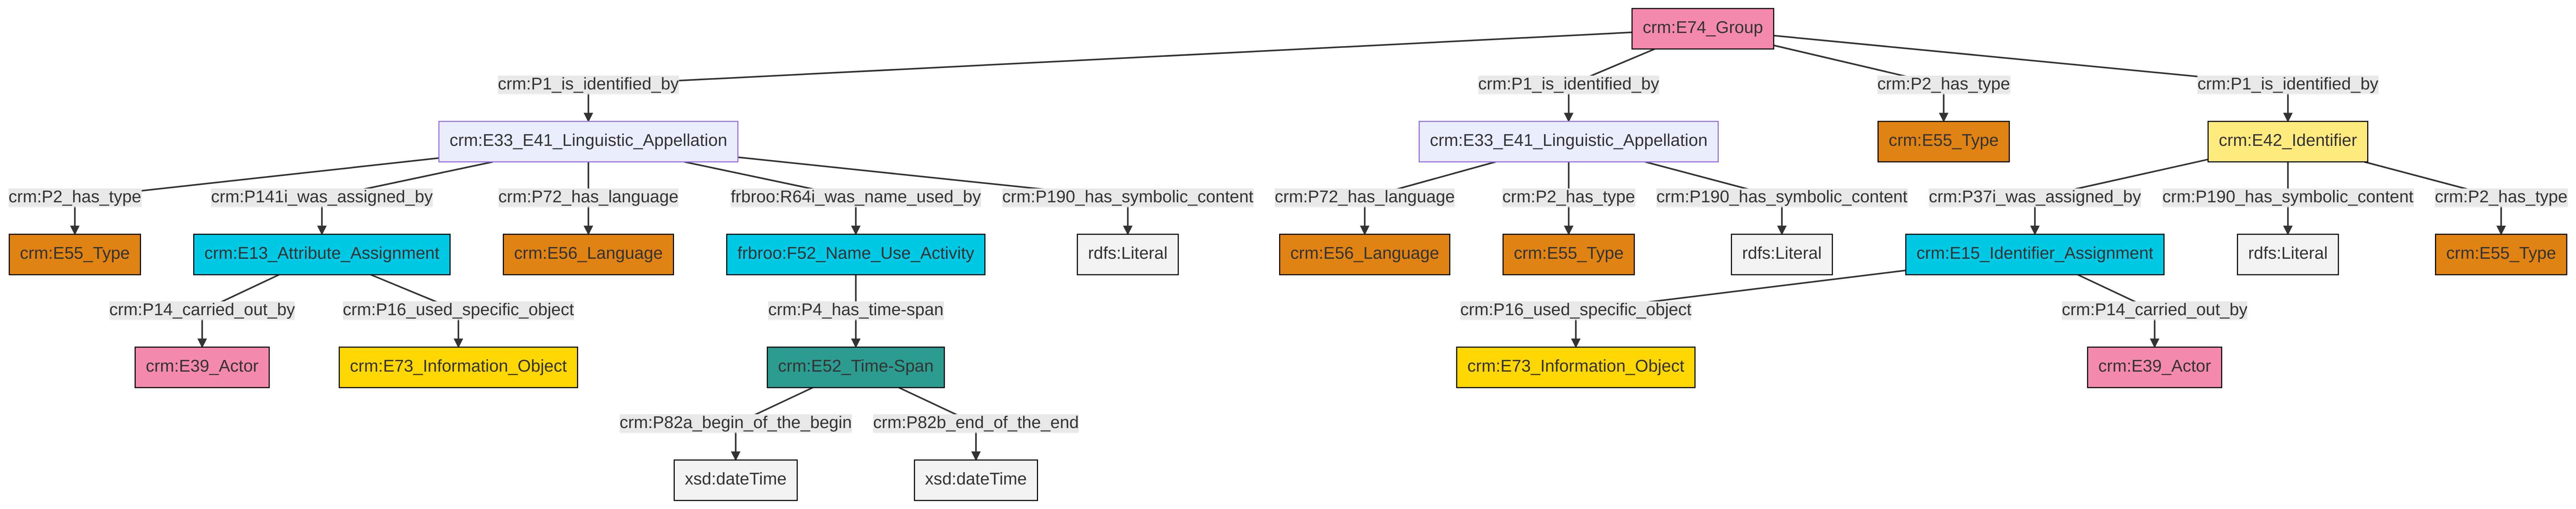 crm:E74_Group
crm:P1_is_identified_by
crm:P1_is_identified_by
crm:P2_has_type
crm:P1_is_identified_by
crm:E33_E41_Linguistic_Appellation
crm:E33_E41_Linguistic_Appellation
crm:E55_Type
crm:E42_Identifier
crm:P2_has_type
crm:P141i_was_assigned_by
crm:P72_has_language
frbroo:R64i_was_name_used_by
crm:P190_has_symbolic_content
crm:P72_has_language
crm:P2_has_type
crm:P190_has_symbolic_content
crm:P37i_was_assigned_by
crm:P190_has_symbolic_content
crm:P2_has_type
crm:E55_Type
crm:E13_Attribute_Assignment
crm:E56_Language
frbroo:F52_Name_Use_Activity
rdfs:Literal
crm:E56_Language
crm:E55_Type
rdfs:Literal
crm:E15_Identifier_Assignment
rdfs:Literal
crm:E55_Type
crm:P14_carried_out_by
crm:P16_used_specific_object
crm:P4_has_time-span
crm:P16_used_specific_object
crm:P14_carried_out_by
crm:E39_Actor
crm:E73_Information_Object
crm:E52_Time-Span
crm:E73_Information_Object
crm:E39_Actor
crm:P82a_begin_of_the_begin
crm:P82b_end_of_the_end
xsd:dateTime
xsd:dateTime